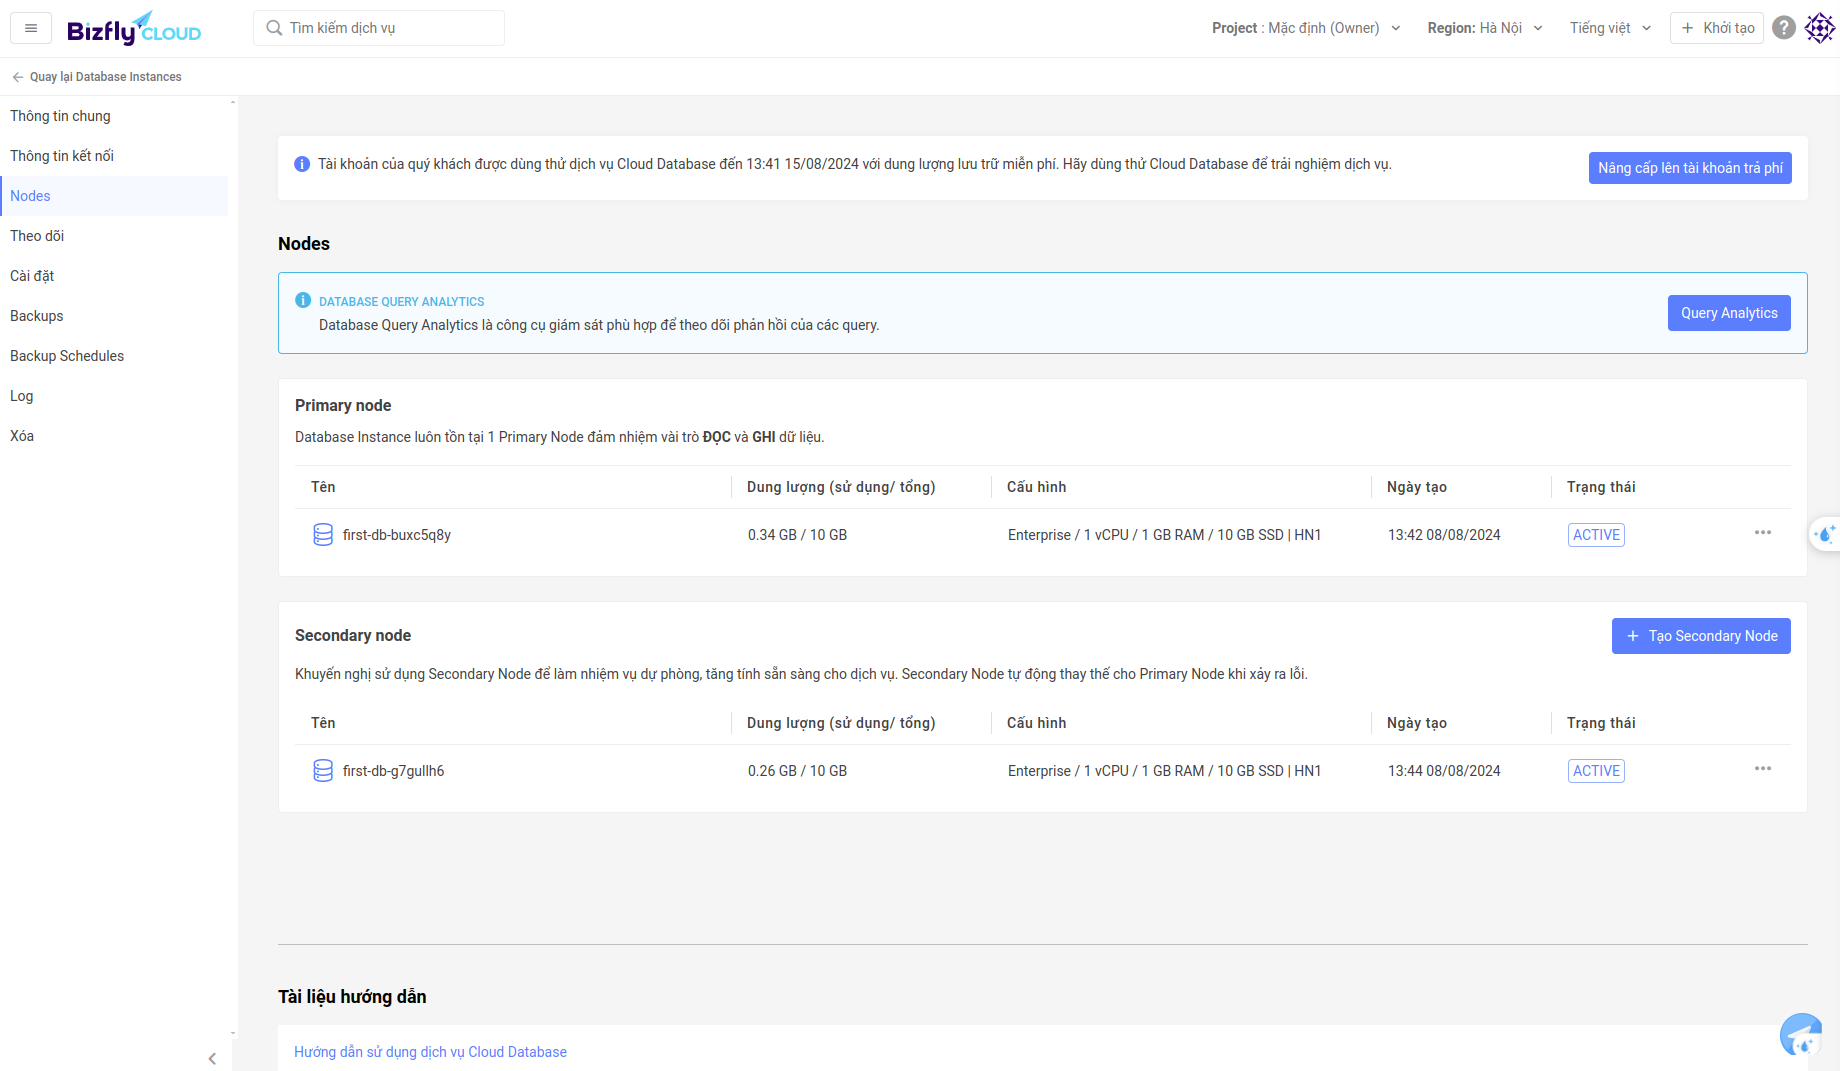 Bizfly CLOUD
Tìm kiếm dịch vụ
Project : Mặc định (Owner)
Region: Hà Nội
Tiếng việt
+ Khởi tạo
?
← Quay lại Database Instances
Thông tin chung
Thông tin kết nối
Nodes
Theo dõi
Cài đặt
Backups
Backup Schedules
Log
Xóa
Tài khoản của quý khách được dùng thử dịch vụ Cloud Database đến 13:41 15/08/2024 với dung lượng lưu trữ miễn phí. Hãy dùng thử Cloud Database để trải nghiệm dịch vụ.
Nâng cấp lên tài khoản trả phí
Nodes
DATABASE QUERY ANALYTICS
Database Query Analytics là công cụ giám sát phù hợp để theo dõi phản hồi của các query.
Query Analytics
Primary node
Database Instance luôn tồn tại 1 Primary Node đảm nhiệm vài trò ĐỌC và GHI dữ liệu.
Tên Dung lượng (sử dụng/ tổng) Cấu hình Ngày tạo Trạng thái
first-db-buxc5q8y 0.34 GB / 10 GB Enterprise / 1 vCPU / 1 GB RAM / 10 GB SSD | HN1 13:42 08/08/2024 ACTIVE
Secondary node
+ Tạo Secondary Node
Khuyến nghị sử dụng Secondary Node để làm nhiệm vụ dự phòng, tăng tính sẵn sàng cho dịch vụ. Secondary Node tự động thay thế cho Primary Node khi xảy ra lỗi.
Tên Dung lượng (sử dụng/ tổng) Cấu hình Ngày tạo Trạng thái
first-db-g7gullh6 0.26 GB / 10 GB Enterprise / 1 vCPU / 1 GB RAM / 10 GB SSD | HN1 13:44 08/08/2024 ACTIVE
Tài liệu hướng dẫn
Hướng dẫn sử dụng dịch vụ Cloud Database